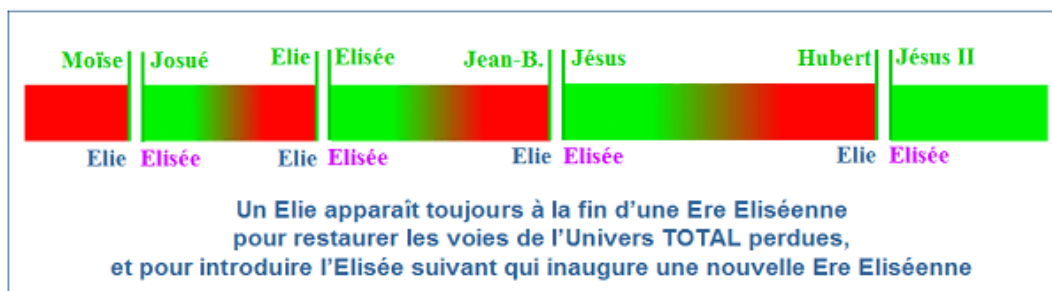 Moïse Josué Elie Elisée Jean-B. Jésus Hubert Jésus II
Elie Elisée Elie Elisée Elie Elisée Elie Elisée
Un Elie apparaît toujours à la fin d'une Ere Eliséenne
pour restaurer les voies de l'Univers TOTAL perdues,
et pour introduire l'Elisée suivant qui inaugure une nouvelle Ere Eliséenne